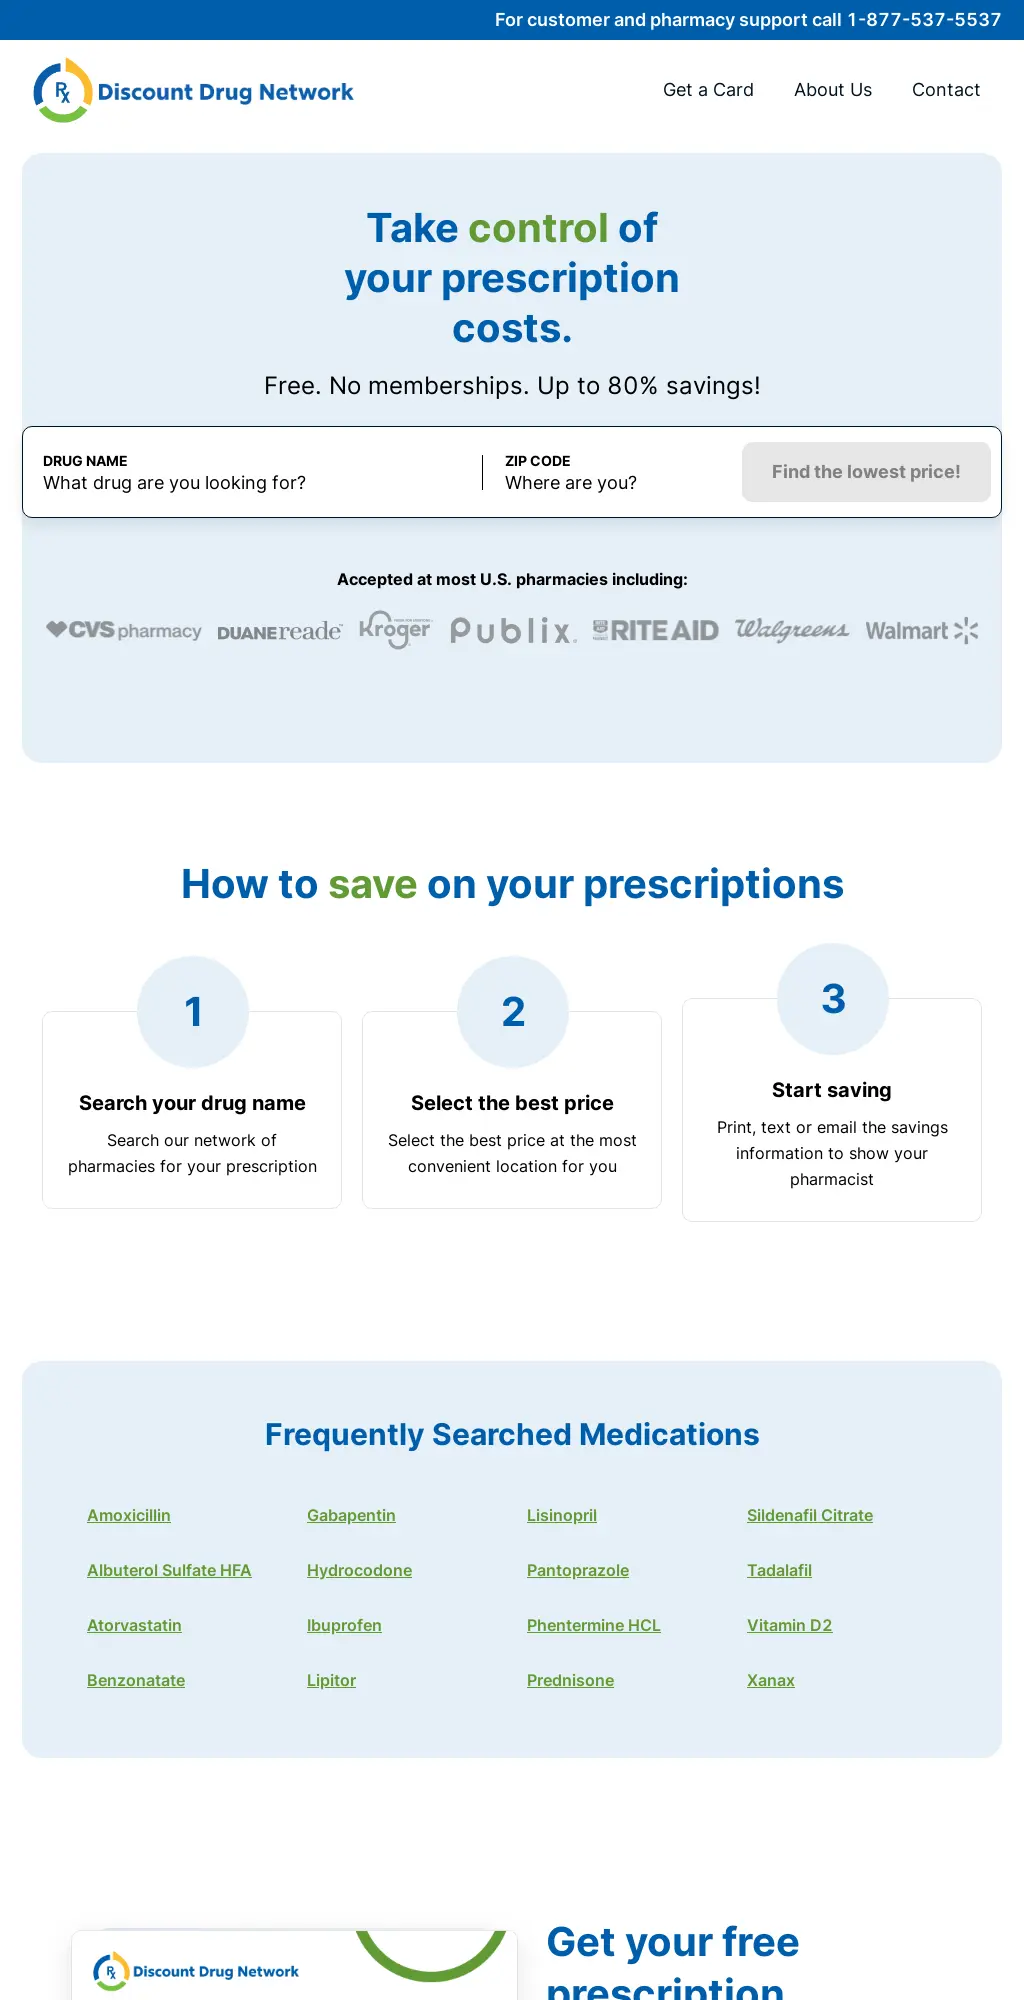 For customer and pharmacy support call 1-877-537-5537
Rx Discount Drug Network
Get a Card
About Us
Contact
Take control of
your prescription
costs.
Free. No memberships. Up to 80% savings!
DRUG NAME
What drug are you looking for?
ZIP CODE
Where are you?
Find the lowest price!
Accepted at most U.S. pharmacies including:
CVS pharmacy
DUANEreade
Kroger
Publix.
RITE AID
Walgreens
Walmart
How to save on your prescriptions
1
Search your drug name
Search our network of
pharmacies for your prescription
2
Select the best price
Select the best price at the most
convenient location for you
3
Start saving
Print, text or email the savings
information to show your
pharmacist
Frequently Searched Medications
Amoxicillin
Gabapentin
Lisinopril
Sildenafil Citrate
Albuterol Sulfate HFA
Hydrocodone
Pantoprazole
Tadalafil
Atorvastatin
Ibuprofen
Phentermine HCL
Vitamin D2
Benzonatate
Lipitor
Prednisone
Xanax
Rx Discount Drug Network
Get your free
prescription